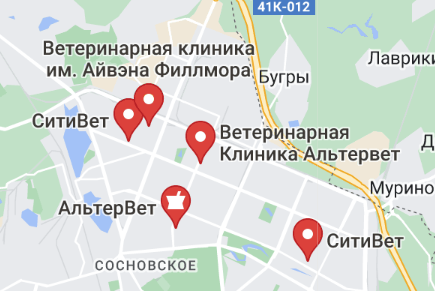 41К-012
Ветеринарная клиника
им. Айвэна Филлмора
Бугры
Лаврики
СитиВет
Ветеринарная
Клиника Альтервет
Мурино
АльтерВет
СитиВет
СОСНОВСКОЕ